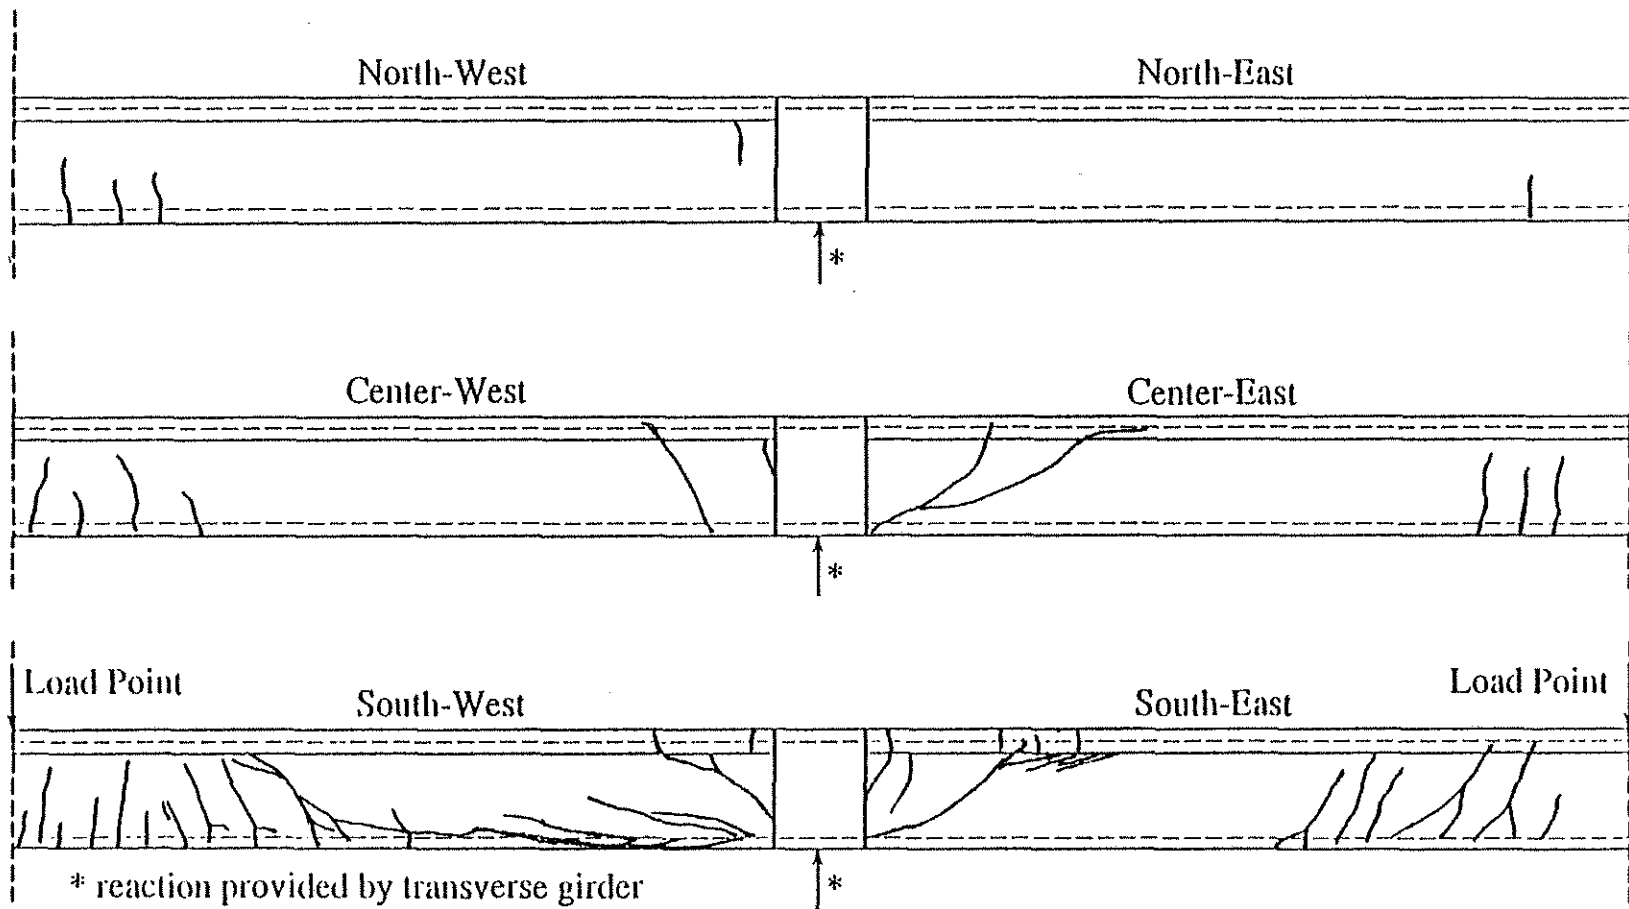 North-West North-East
*
Center-West Center-East
*
Load Point Load Point
South-West South-East
* reaction provided by transverse girder *